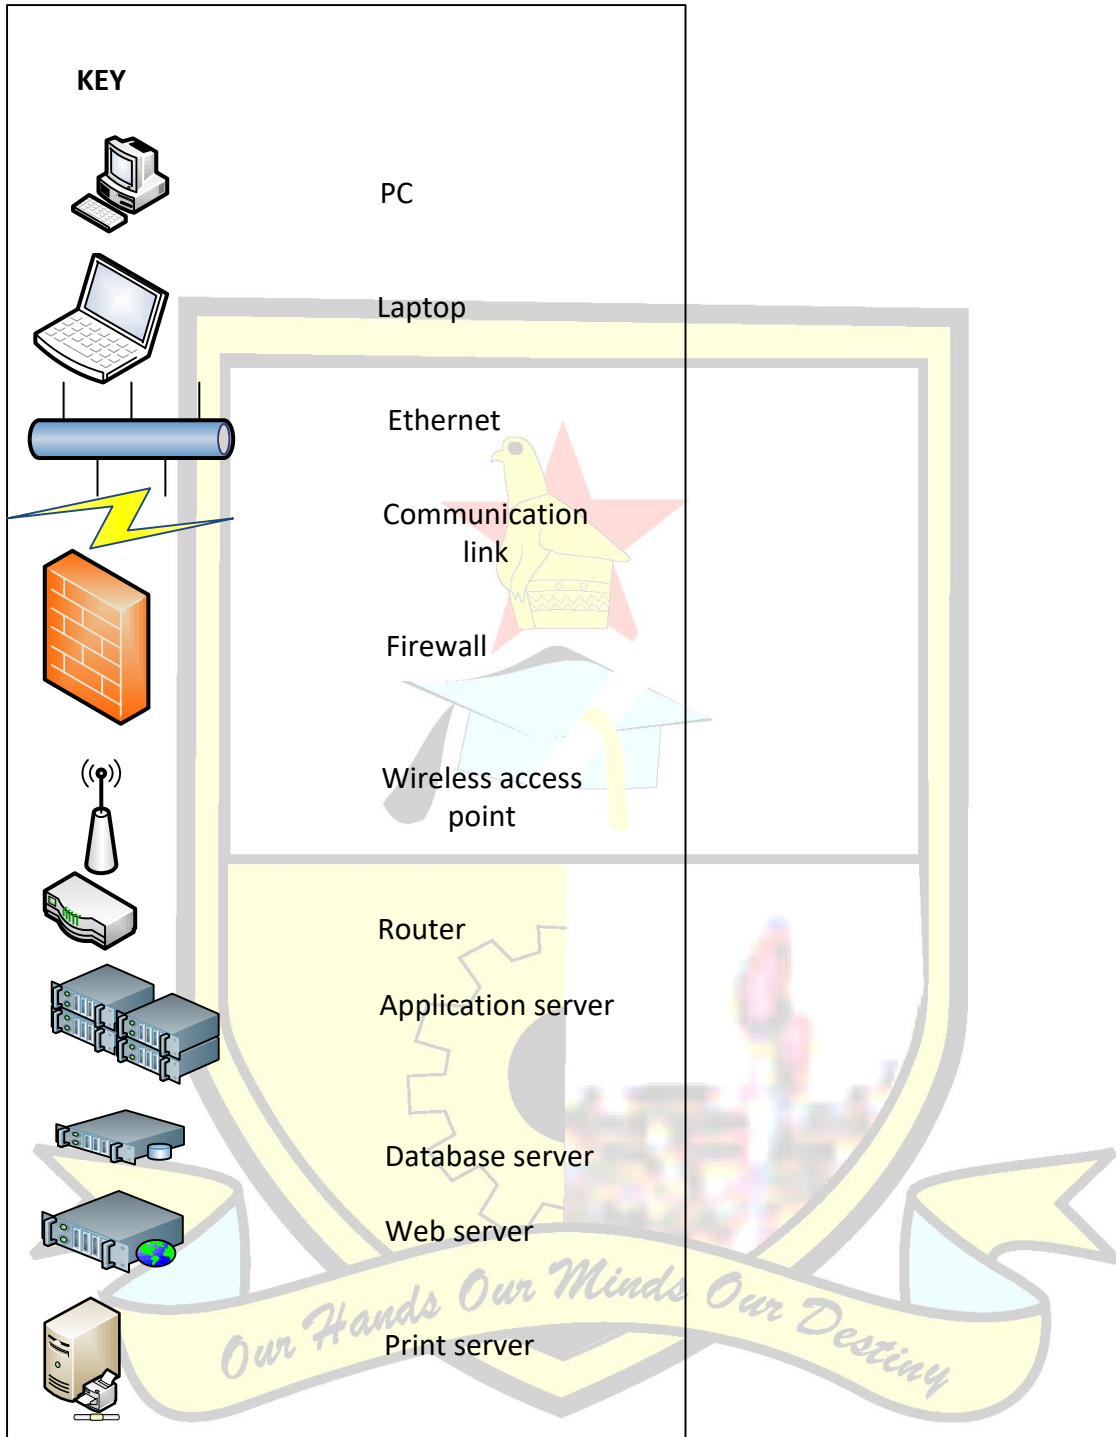 KEY
PC
Laptop
Ethernet
Communication
link
Firewall
Wireless access
point
Router
Application server
Database server
Web server
Print server
Our Hands Our Minds Our Destiny